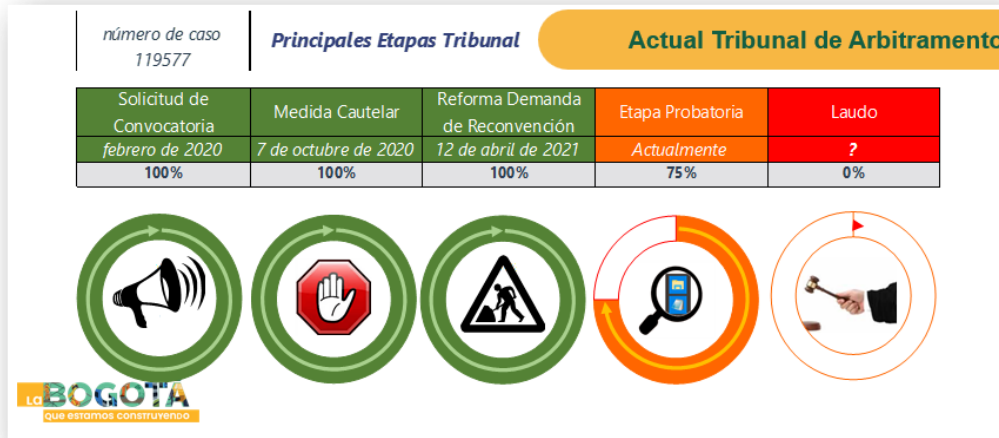 número de caso
119577
Principales Etapas Tribunal
Actual Tribunal de Arbitramento
Solicitud de
Convocatoria
Medida Cautelar
Reforma Demanda
de Reconvención
Etapa Probatoria
Laudo
febrero de 2020
7 de octubre de 2020
12 de abril de 2021
Actualmente
?
100%
100%
100%
75%
0%
La BOGOTA
que estamos construyendo